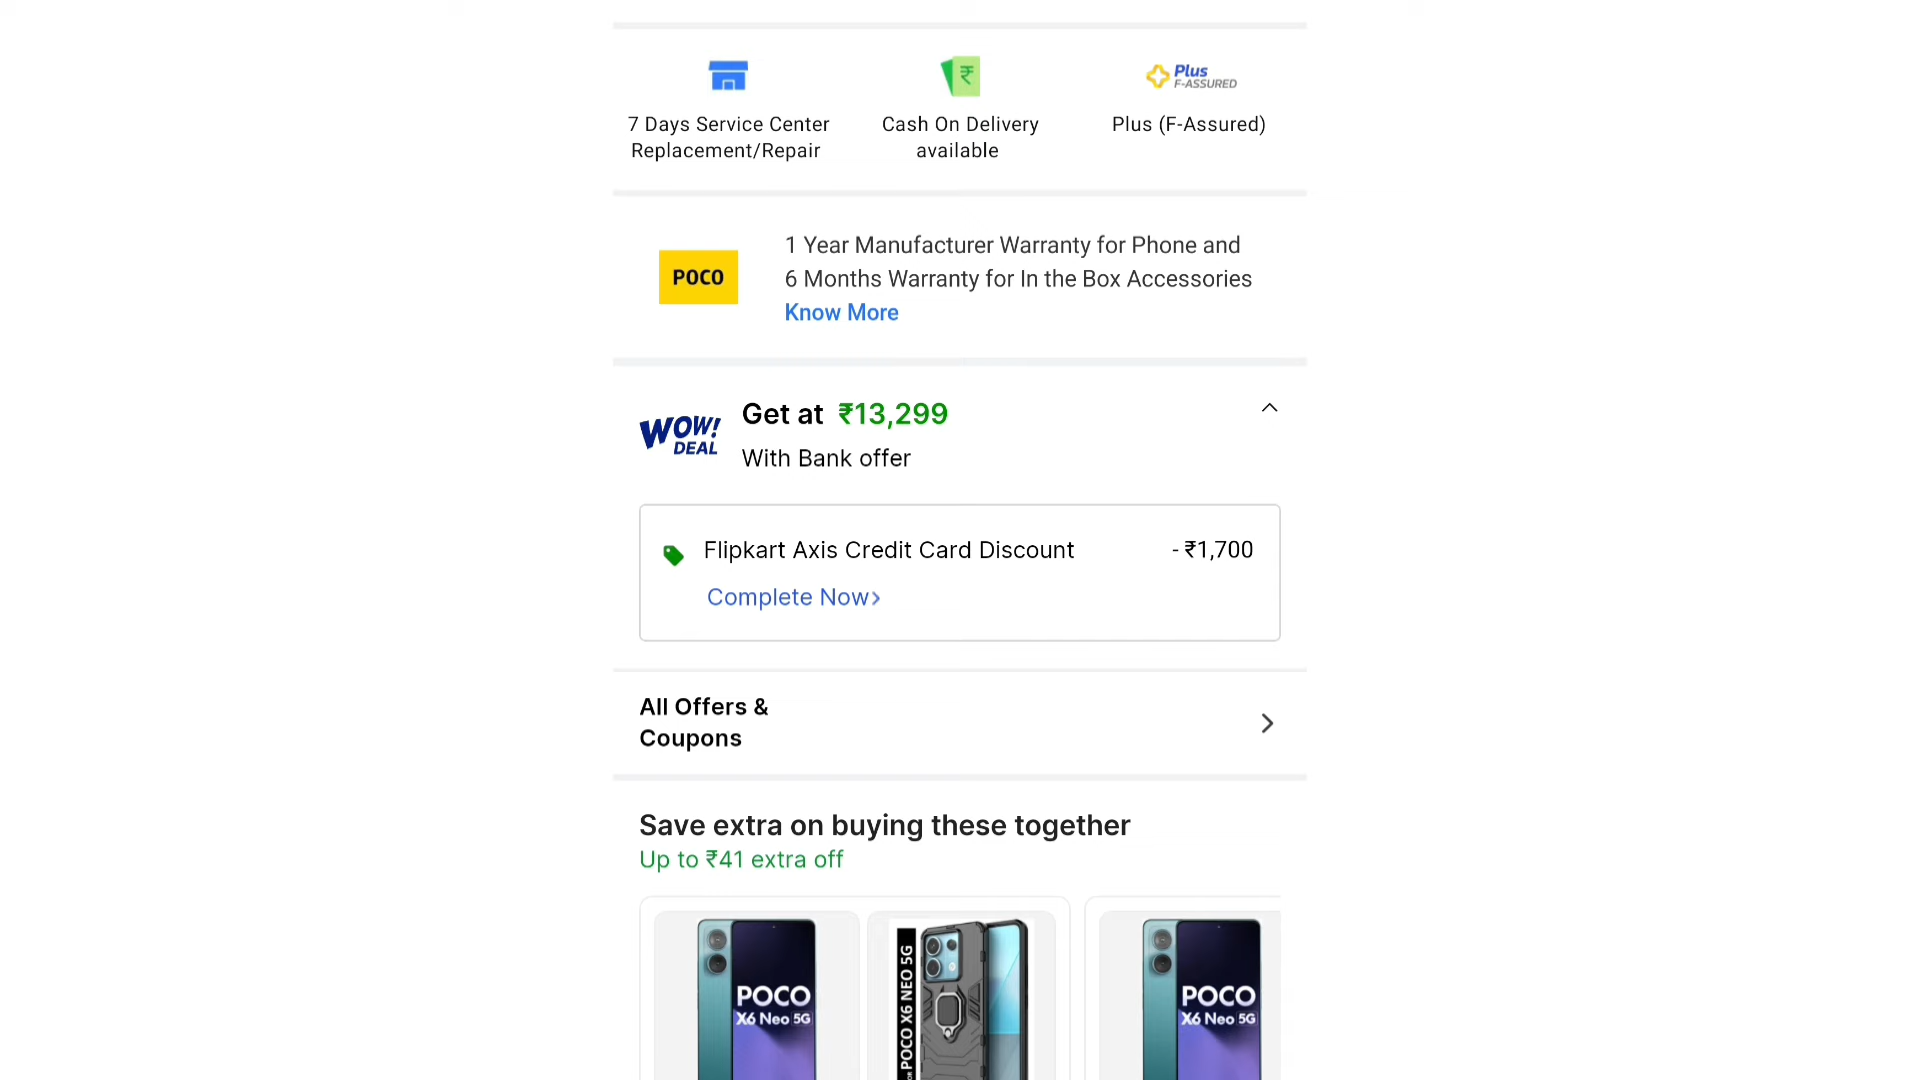 Plus
F-ASSURED
7 Days Service Center
Replacement/Repair
Cash On Delivery
available
Plus (F-Assured)
POCO
1 Year Manufacturer Warranty for Phone and
6 Months Warranty for In the Box Accessories
Know More
WOW!
DEAL
Get at ₹13,299
With Bank offer
Flipkart Axis Credit Card Discount - ₹1,700
Complete Now
All Offers &
Coupons
Save extra on buying these together
Up to ₹41 extra off
POCO
X6 Neo 5G
POCO X6 NEO 5G
POCO
X6 Neo 5G